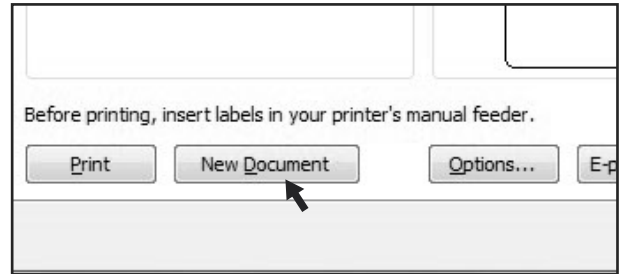 Before printing, insert labels in your printer's manual feeder.
Print New Document Options...